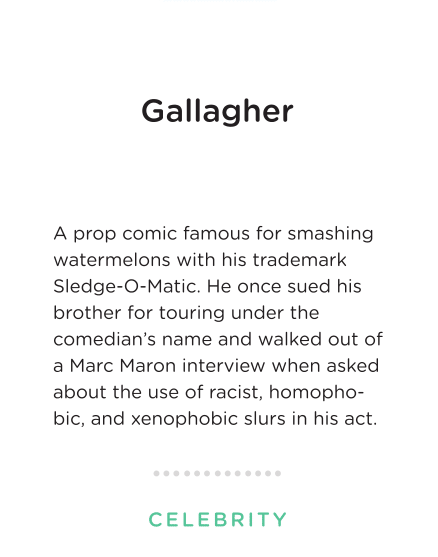 Gallagher
A prop comic famous for smashing
watermelons with his trademark
Sledge-O-Matic. He once sued his
brother for touring under the
comedian’s name and walked out of
a Marc Maron interview when asked
about the use of racist, homopho-
bic, and xenophobic slurs in his act.
CELEBRITY